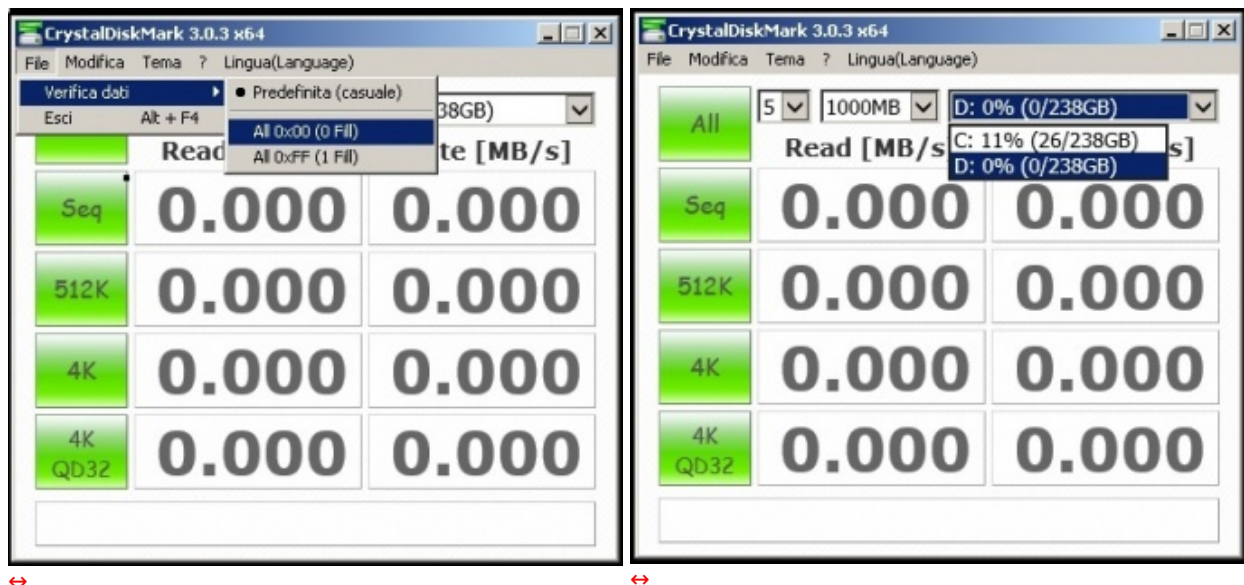 CrystalDiskMark 3.0.3 x64
File Modifica Tema ? Lingua(Language)
Verifica dati
Esci Alt + F4
Predefinita (casuale)
All 0x00 (0 Fill)
All 0xFF (1 Fill)
38GB)
Read te [MB/s]
Seq 0.000 0.000
512K 0.000 0.000
4K 0.000 0.000
4K
QD32 0.000 0.000
CrystalDiskMark 3.0.3 x64
File Modifica Tema ? Lingua(Language)
All 5 1000MB D: 0% (0/238GB)
C: 11% (26/238GB)
D: 0% (0/238GB)
Read [MB/s s]
Seq 0.000 0.000
512K 0.000 0.000
4K 0.000 0.000
4K
QD32 0.000 0.000